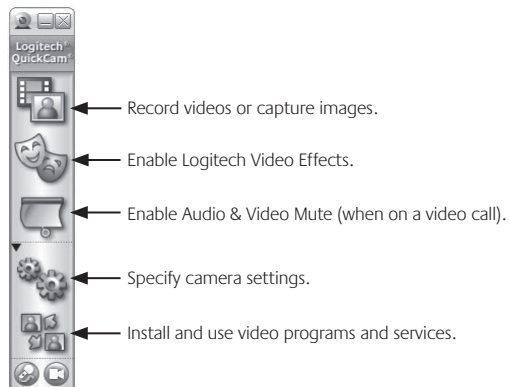 Logitech®
QuickCam®
Record videos or capture images.
Enable Logitech Video Effects.
Enable Audio & Video Mute (when on a video call).
Specify camera settings.
Install and use video programs and services.